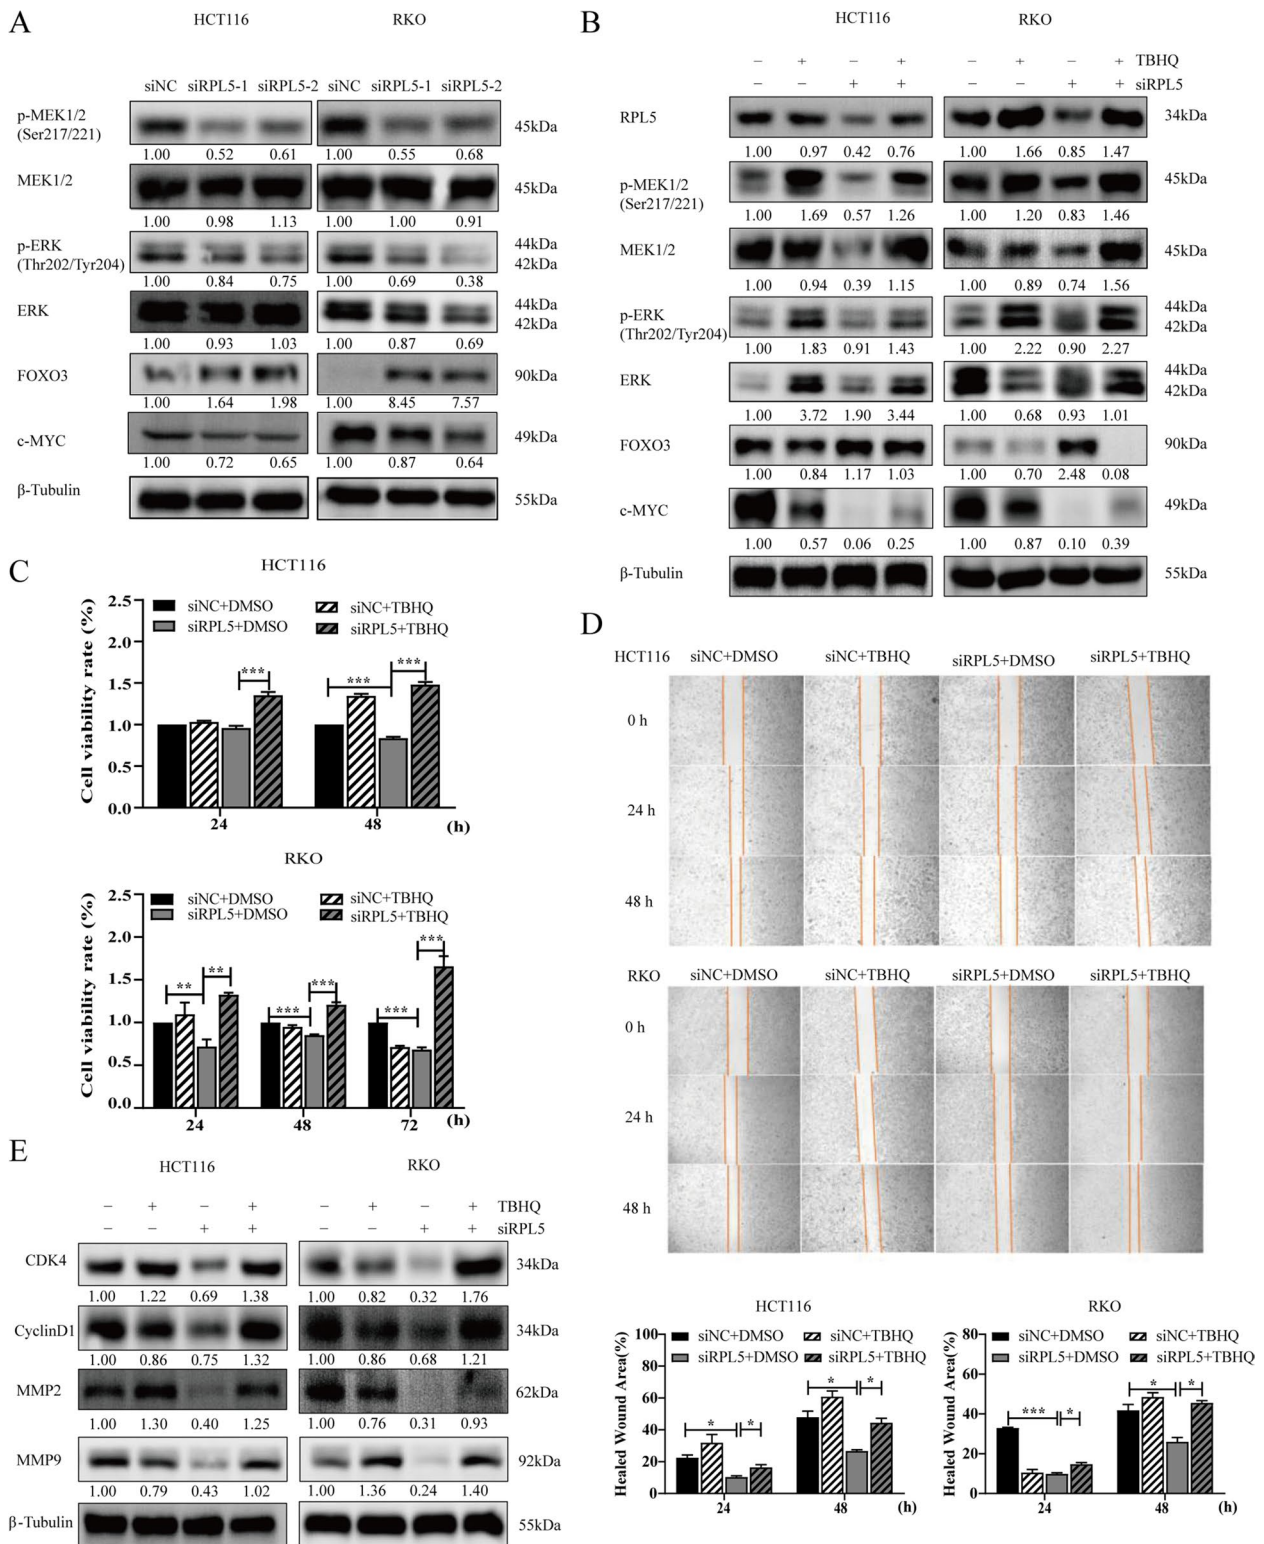 A
HCT116 RKO
siNC siRPL5-1 siRPL5-2 siNC siRPL5-1 siRPL5-2
p-MEK1/2
(Ser217/221)
45kDa
1.00 0.52 0.61 1.00 0.55 0.68
MEK1/2 45kDa
1.00 0.98 1.13 1.00 1.00 0.91
p-ERK 44kDa
(Thr202/Tyr204) 42kDa
1.00 0.84 0.75 1.00 0.69 0.38
ERK 44kDa
42kDa
1.00 0.93 1.03 1.00 0.87 0.69
FOXO3 90kDa
1.00 1.64 1.98 1.00 8.45 7.57
c-MYC 49kDa
1.00 0.72 0.65 1.00 0.87 0.64
β-Tubulin 55kDa
B
HCT116 RKO
− + − + − + − + TBHQ
− − + + − − + + siRPL5
RPL5 34kDa
1.00 0.97 0.42 0.76 1.00 1.66 0.85 1.47
p-MEK1/2 45kDa
(Ser217/221)
1.00 1.69 0.57 1.26 1.00 1.20 0.83 1.46
MEK1/2 45kDa
1.00 0.94 0.39 1.15 1.00 0.89 0.74 1.56
p-ERK 44kDa
(Thr202/Tyr204) 42kDa
1.00 1.83 0.91 1.43 1.00 2.22 0.90 2.27
ERK 44kDa
42kDa
1.00 3.72 1.90 3.44 1.00 0.68 0.93 1.01
FOXO3 90kDa
1.00 0.84 1.17 1.03 1.00 0.70 2.48 0.08
c-MYC 49kDa
1.00 0.57 0.06 0.25 1.00 0.87 0.10 0.39
β-Tubulin 55kDa
C
HCT116
Cell viability rate (%)
2.5
2.0
1.5
1.0
0.5
0.0
siNC+DMSO siNC+TBHQ
siRPL5+DMSO siRPL5+TBHQ
*** *** ***
24 48 (h)
RKO
Cell viability rate (%)
2.5
2.0
1.5
1.0
0.5
0.0
siNC+DMSO siNC+TBHQ
siRPL5+DMSO siRPL5+TBHQ
** ** *** *** *** ***
24 48 72 (h)
D
HCT116 siNC+DMSO siNC+TBHQ siRPL5+DMSO siRPL5+TBHQ
0 h
24 h
48 h
RKO siNC+DMSO siNC+TBHQ siRPL5+DMSO siRPL5+TBHQ
0 h
24 h
48 h
HCT116
Healed Wound Area(%)
100
80
60
40
20
0
siNC+DMSO siNC+TBHQ
siRPL5+DMSO siRPL5+TBHQ
* * * *
24 48 (h)
RKO
Healed Wound Area(%)
80
60
40
20
0
siNC+DMSO siNC+TBHQ
siRPL5+DMSO siRPL5+TBHQ
*** * * *
24 48 (h)
E
HCT116 RKO
− + − + − + − + TBHQ
− − + + − − + + siRPL5
CDK4 34kDa
1.00 1.22 0.69 1.38 1.00 0.82 0.32 1.76
CyclinD1 34kDa
1.00 0.86 0.75 1.32 1.00 0.86 0.68 1.21
MMP2 62kDa
1.00 1.30 0.40 1.25 1.00 0.76 0.31 0.93
MMP9 92kDa
1.00 0.79 0.43 1.02 1.00 1.36 0.24 1.40
β-Tubulin 55kDa